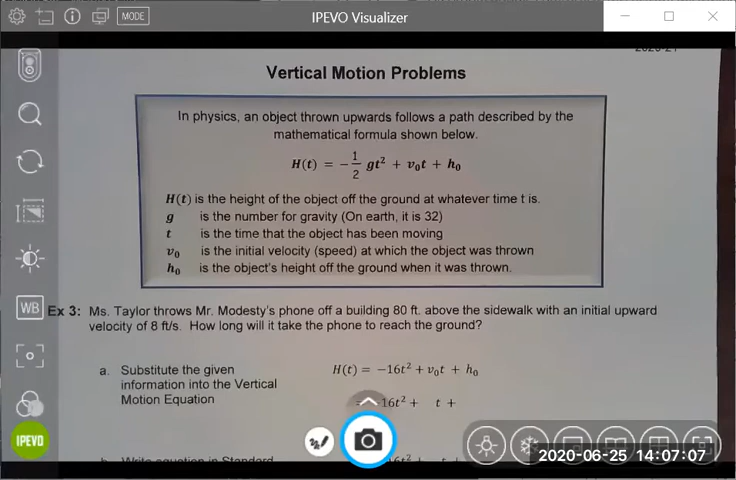 IPEVO Visualizer
MODE
Vertical Motion Problems
In physics, an object thrown upwards follows a path described by the
mathematical formula shown below.
H(t) = −1/2 gt² + v₀t + h₀
H(t) is the height of the object off the ground at whatever time t is.
g is the number for gravity (On earth, it is 32)
t is the time that the object has been moving
v₀ is the initial velocity (speed) at which the object was thrown
h₀ is the object's height off the ground when it was thrown.
WB
Ex 3: Ms. Taylor throws Mr. Modesty's phone off a building 80 ft. above the sidewalk with an initial upward
velocity of 8 ft/s. How long will it take the phone to reach the ground?
a. Substitute the given H(t) = −16t² + v₀t + h₀
information into the Vertical
Motion Equation 16t² + t +
IPEVO
2020-06-25 14:07:07
b. Write equation in Standard